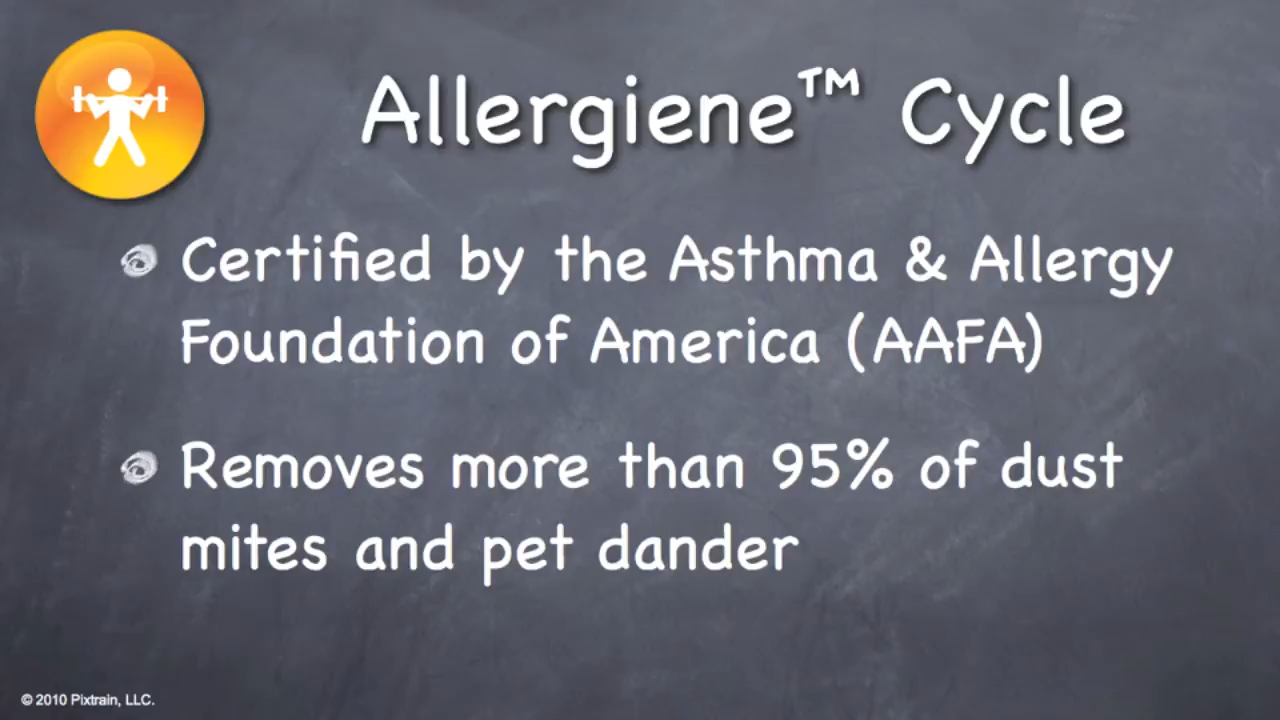 Allergiene™ Cycle
Certified by the Asthma & Allergy
Foundation of America (AAFA)
Removes more than 95% of dust
mites and pet dander
© 2010 Pixtrain, LLC.